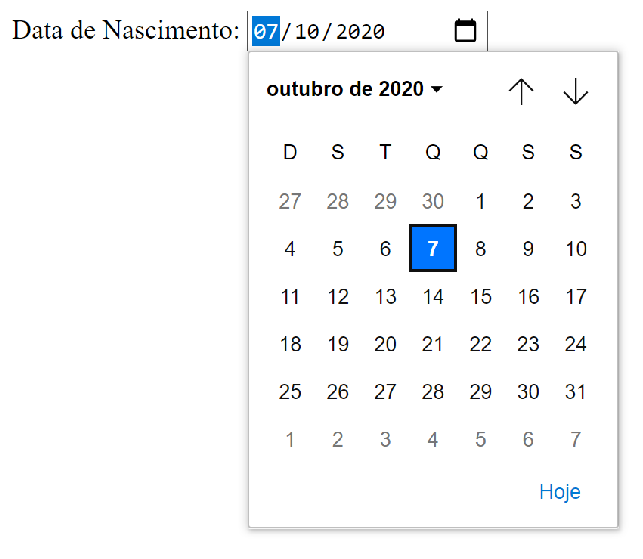 Data de Nascimento: 07/10/2020
outubro de 2020
D S T Q Q S S
27 28 29 30 1 2 3
4 5 6 7 8 9 10
11 12 13 14 15 16 17
18 19 20 21 22 23 24
25 26 27 28 29 30 31
1 2 3 4 5 6 7
Hoje